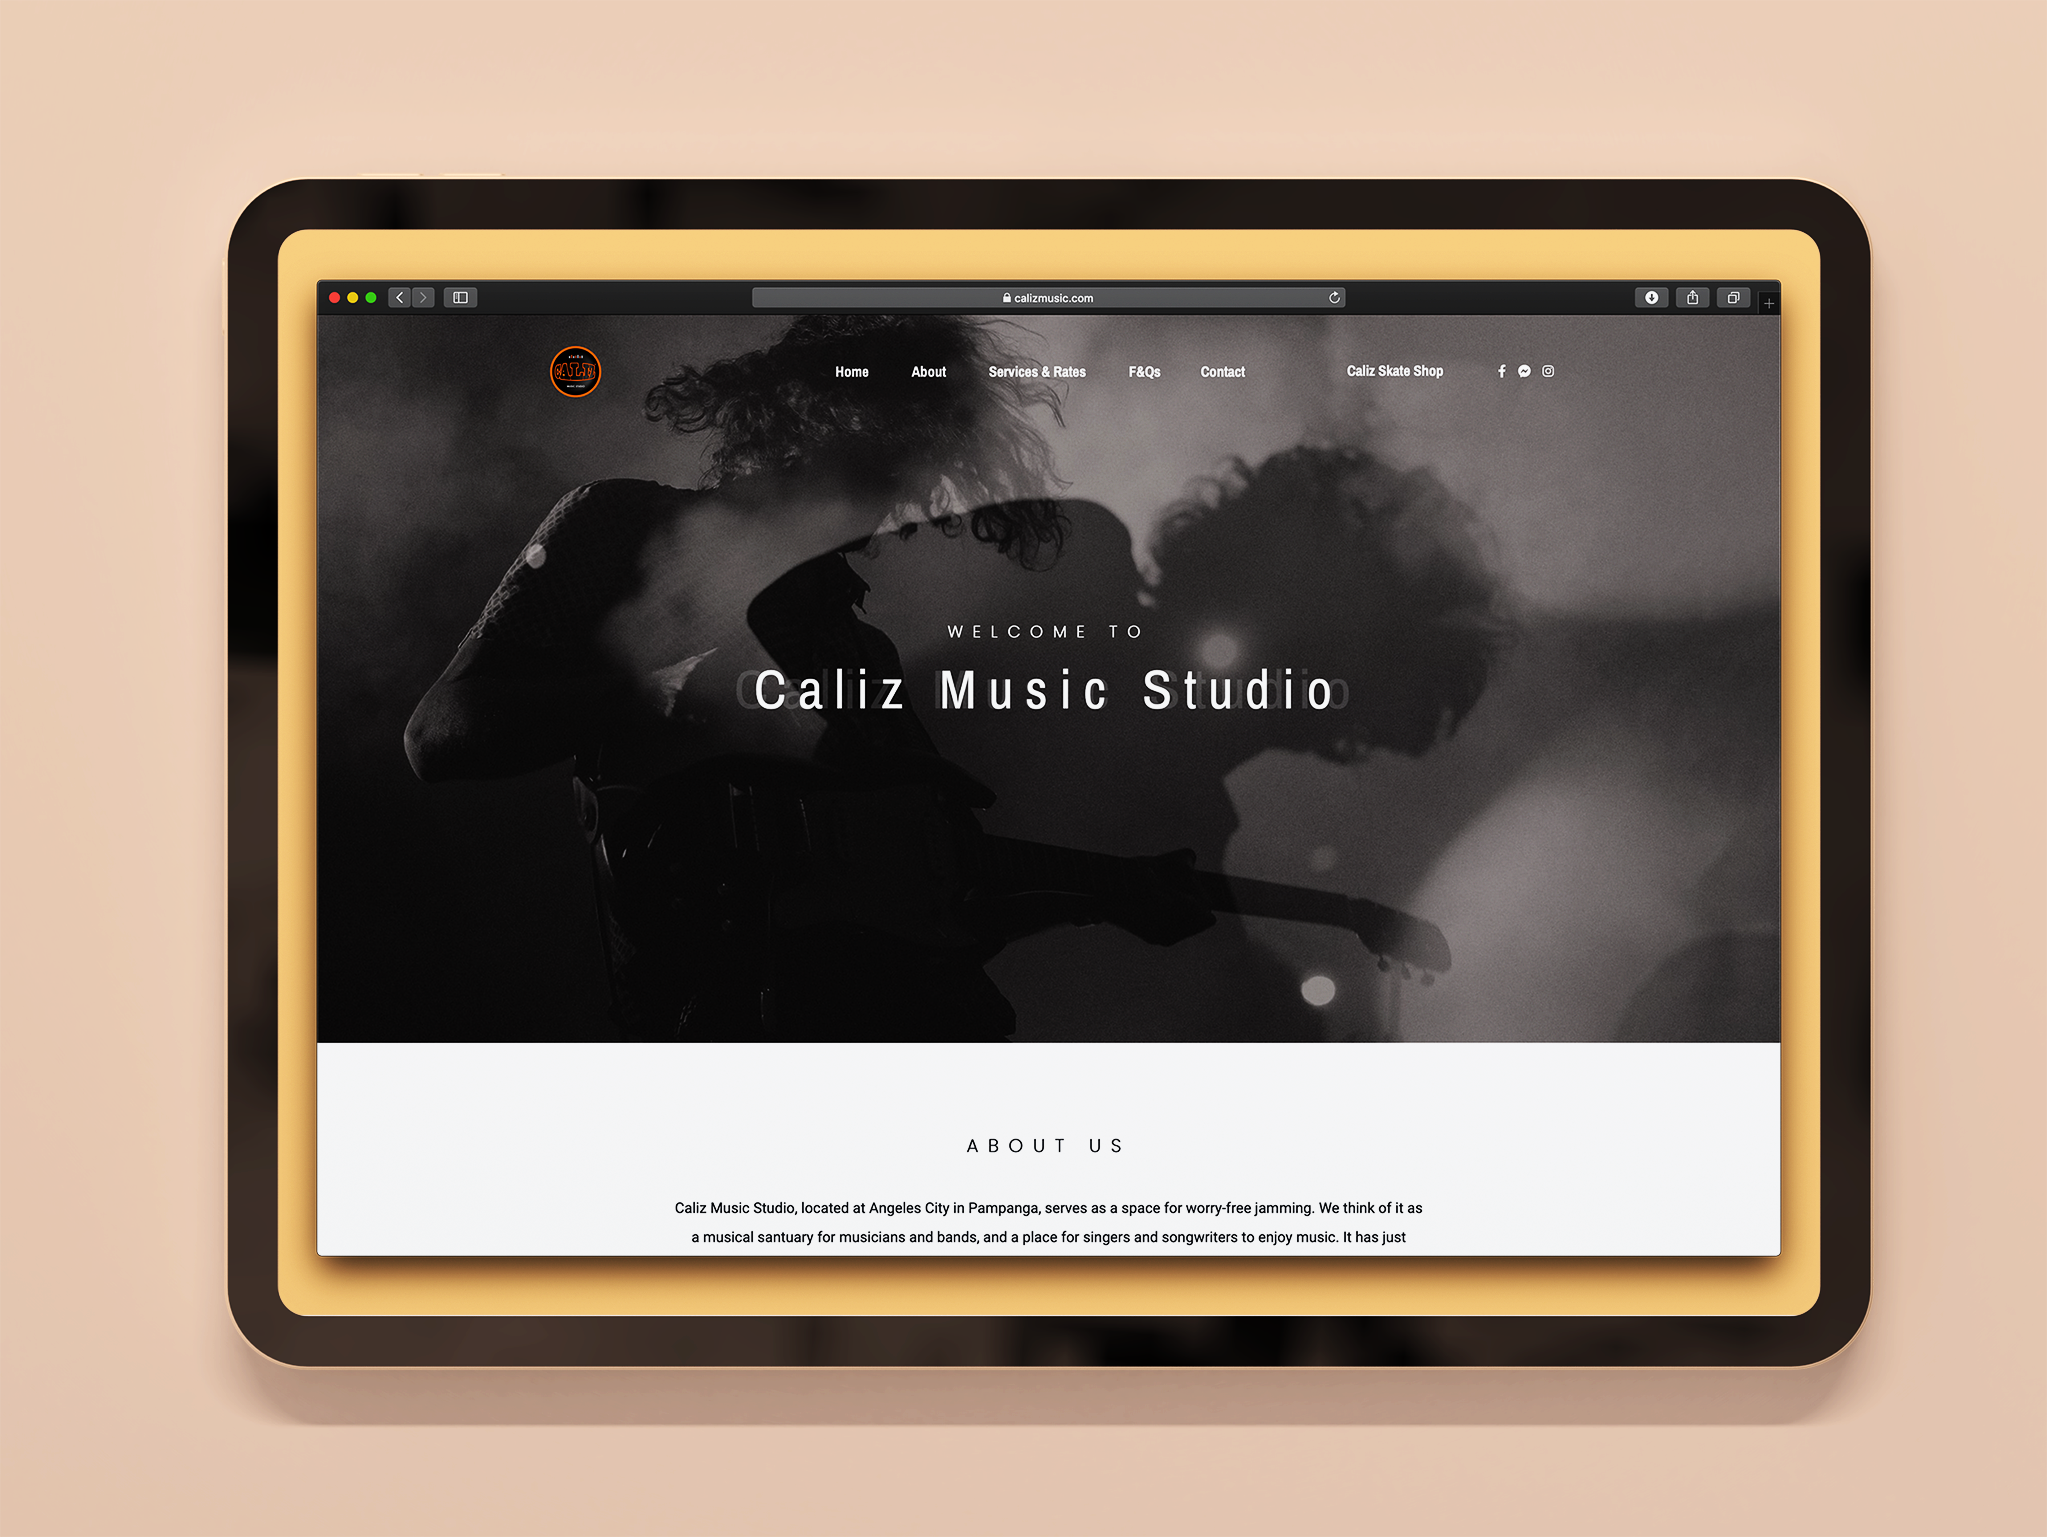 calizmusic.com
CALIZ
Home About Services & Rates F&Qs Contact Caliz Skate Shop
WELCOME TO
Caliz Music Studio
ABOUT US
Caliz Music Studio, located at Angeles City in Pampanga, serves as a space for worry-free jamming. We think of it as
a musical santuary for musicians and bands, and a place for singers and songwriters to enjoy music. It has just